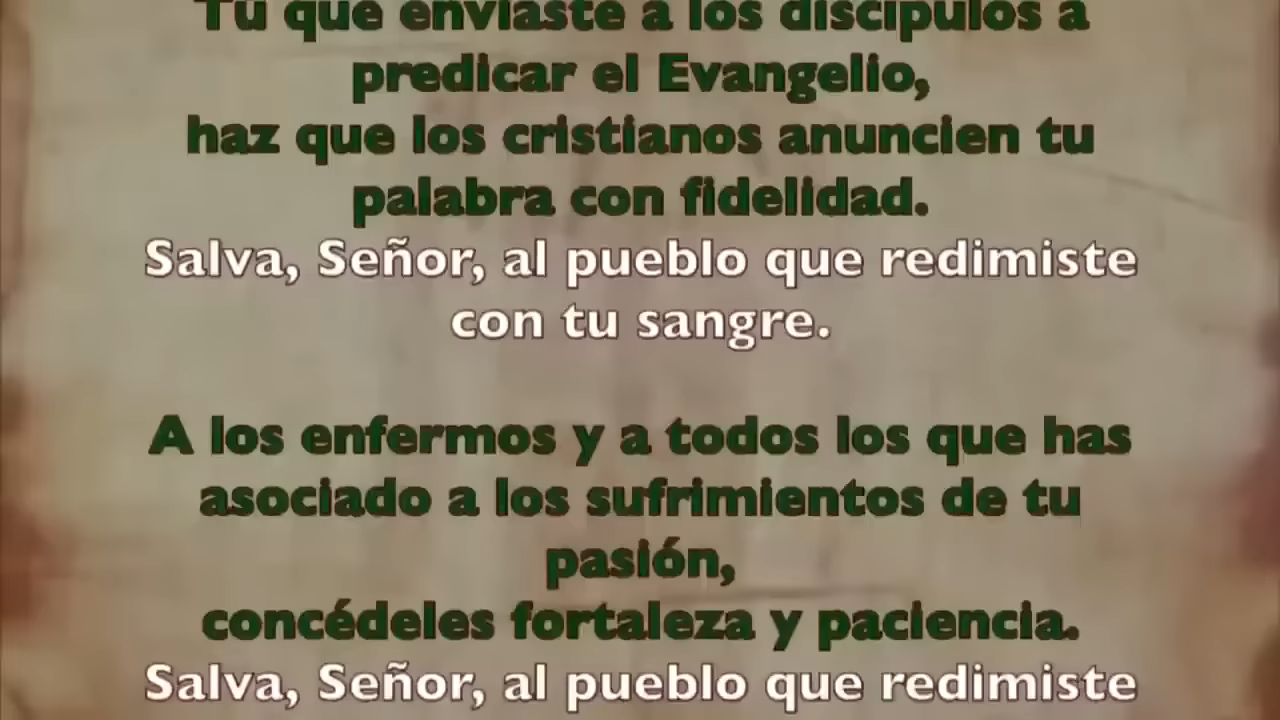 Tú que enviaste a los discípulos a
predicar el Evangelio,
haz que los cristianos anuncien tu
palabra con fidelidad.
Salva, Señor, al pueblo que redimiste
con tu sangre.
A los enfermos y a todos los que has
asociado a los sufrimientos de tu
pasión,
concédeles fortaleza y paciencia.
Salva, Señor, al pueblo que redimiste